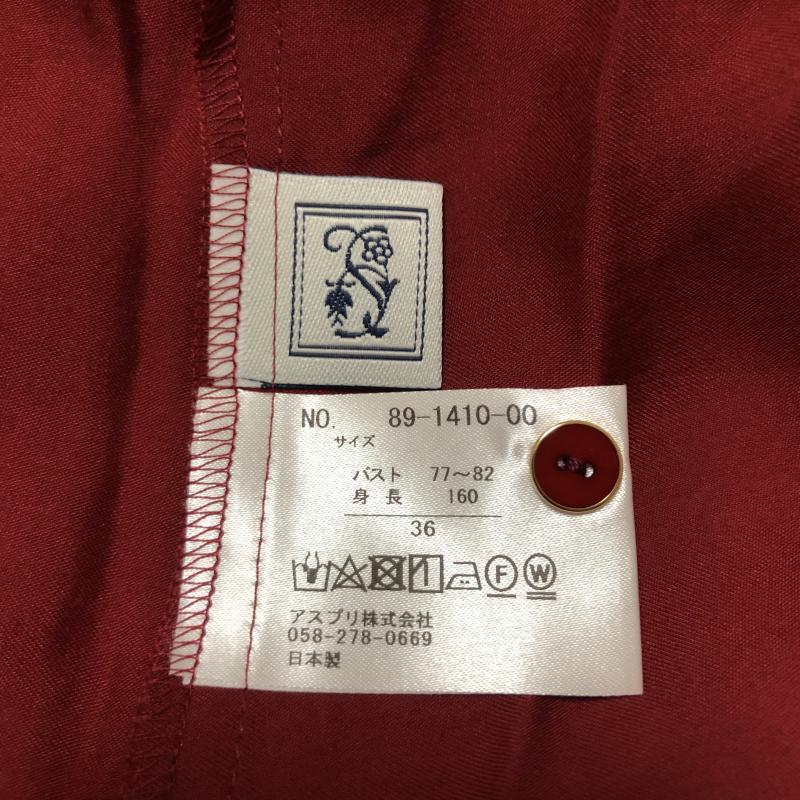 NO. 89-1410-00
サイズ
バスト 77〜82
身長 160
36
F W
アスプリ株式会社
058-278-0669
日本製